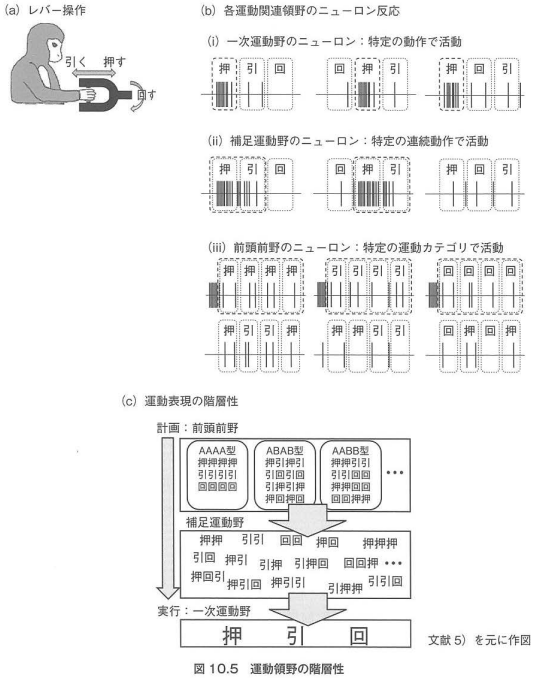 (a) レバー操作
引く 押す
回す
(b) 各運動関連領野のニューロン反応
(i) 一次運動野のニューロン：特定の動作で活動
押 引 回 回 押 引 押 引 回
(ii) 補足運動野のニューロン：特定の連続動作で活動
押 引 回 回 押 引 押 回 引
(iii) 前頭前野のニューロン：特定の運動カテゴリで活動
押 押 押 押 引 引 引 引 回 回 回 回
押 引 引 押 押 押 引 引 回 押 回 押
(c) 運動表現の階層性
計画：前頭前野
AAAA型 ABAB型 AABB型
押押押押 押引押引 押押引引
引引引引 引回引回 引引回回
回回回回 引押引押 押押回回
押回押回 回回押押
•••
補足運動野
押押 引引 回回 押回 押押押
引回 押引 引押 引押回 回回押 •••
押回引 押引回 押引引 引押押 引引回
実行：一次運動野
押 引 回
文献 5) を元に作図
図 10.5 運動領野の階層性